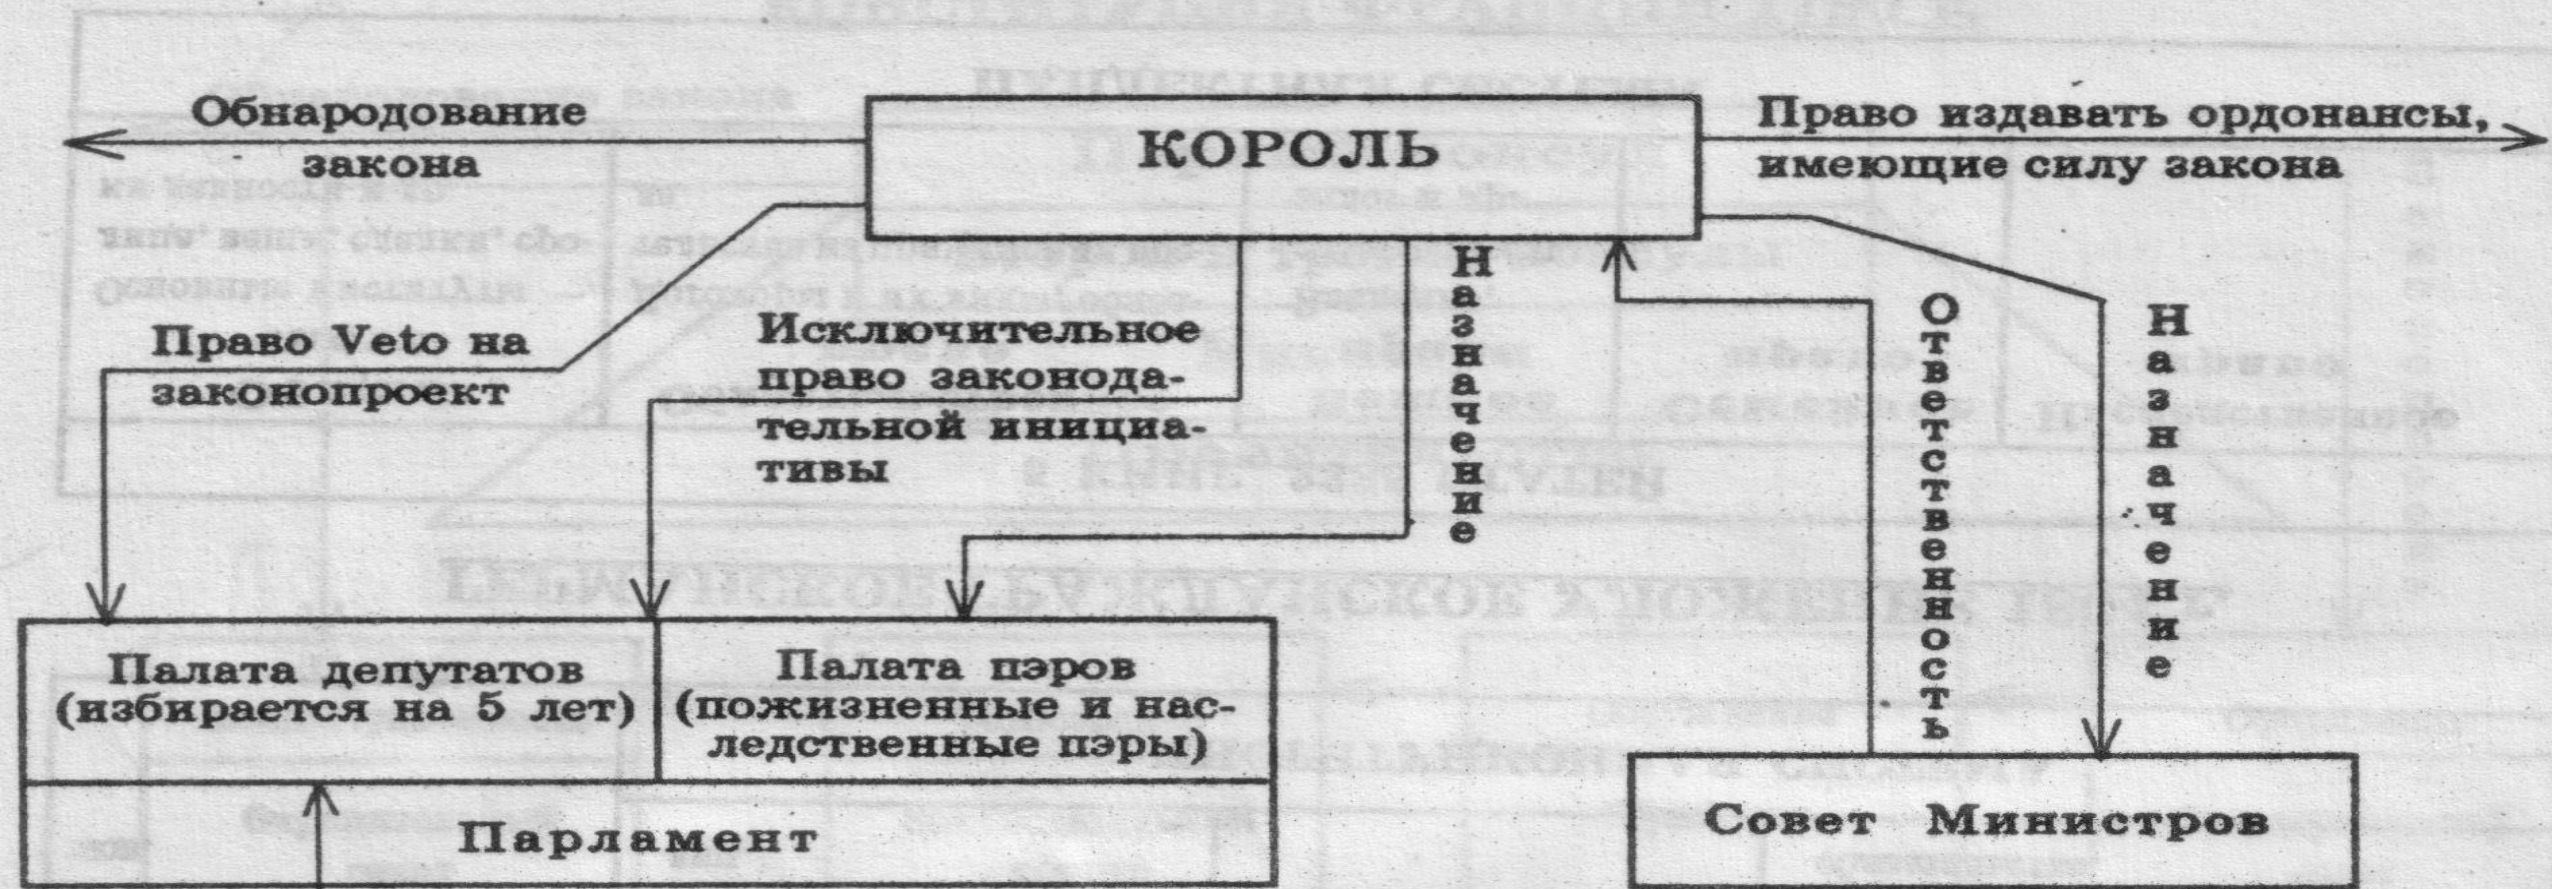 Обнародование
закона
КОРОЛЬ
Право издавать ордонансы,
имеющие силу закона
Право Veto на
законопроект
Исключительное
право законода-
тельной инициа-
тивы
Назначение
Ответственность
Назначение
Палата депутатов
(избирается на 5 лет)
Палата пэров
(пожизненные и нас-
ледственные пэры)
Парламент
Совет Министров